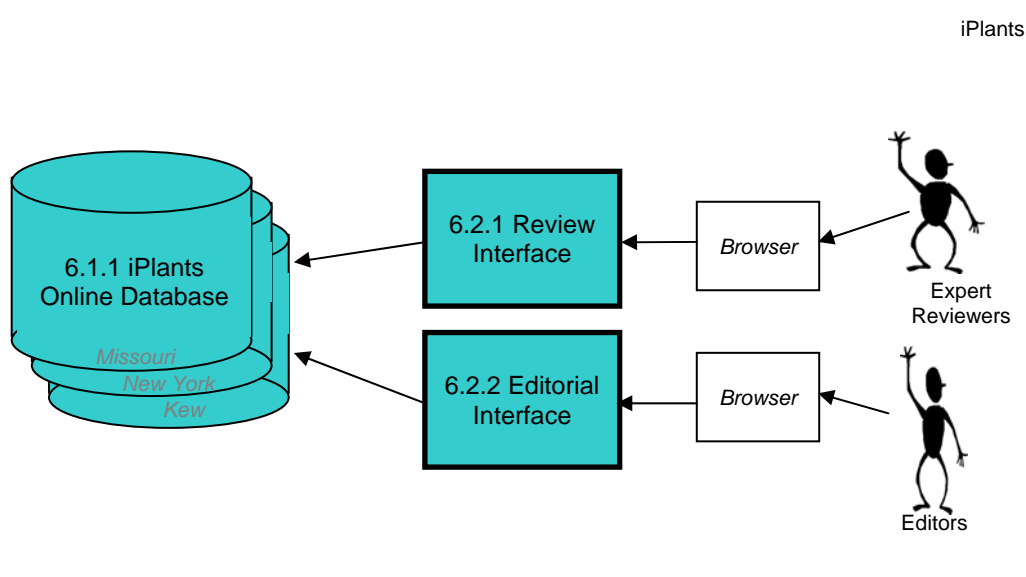 iPlants
6.1.1 iPlants
Online Database
Missouri
New York
Kew
6.2.1 Review
Interface
Browser
Expert
Reviewers
6.2.2 Editorial
Interface
Browser
Editors